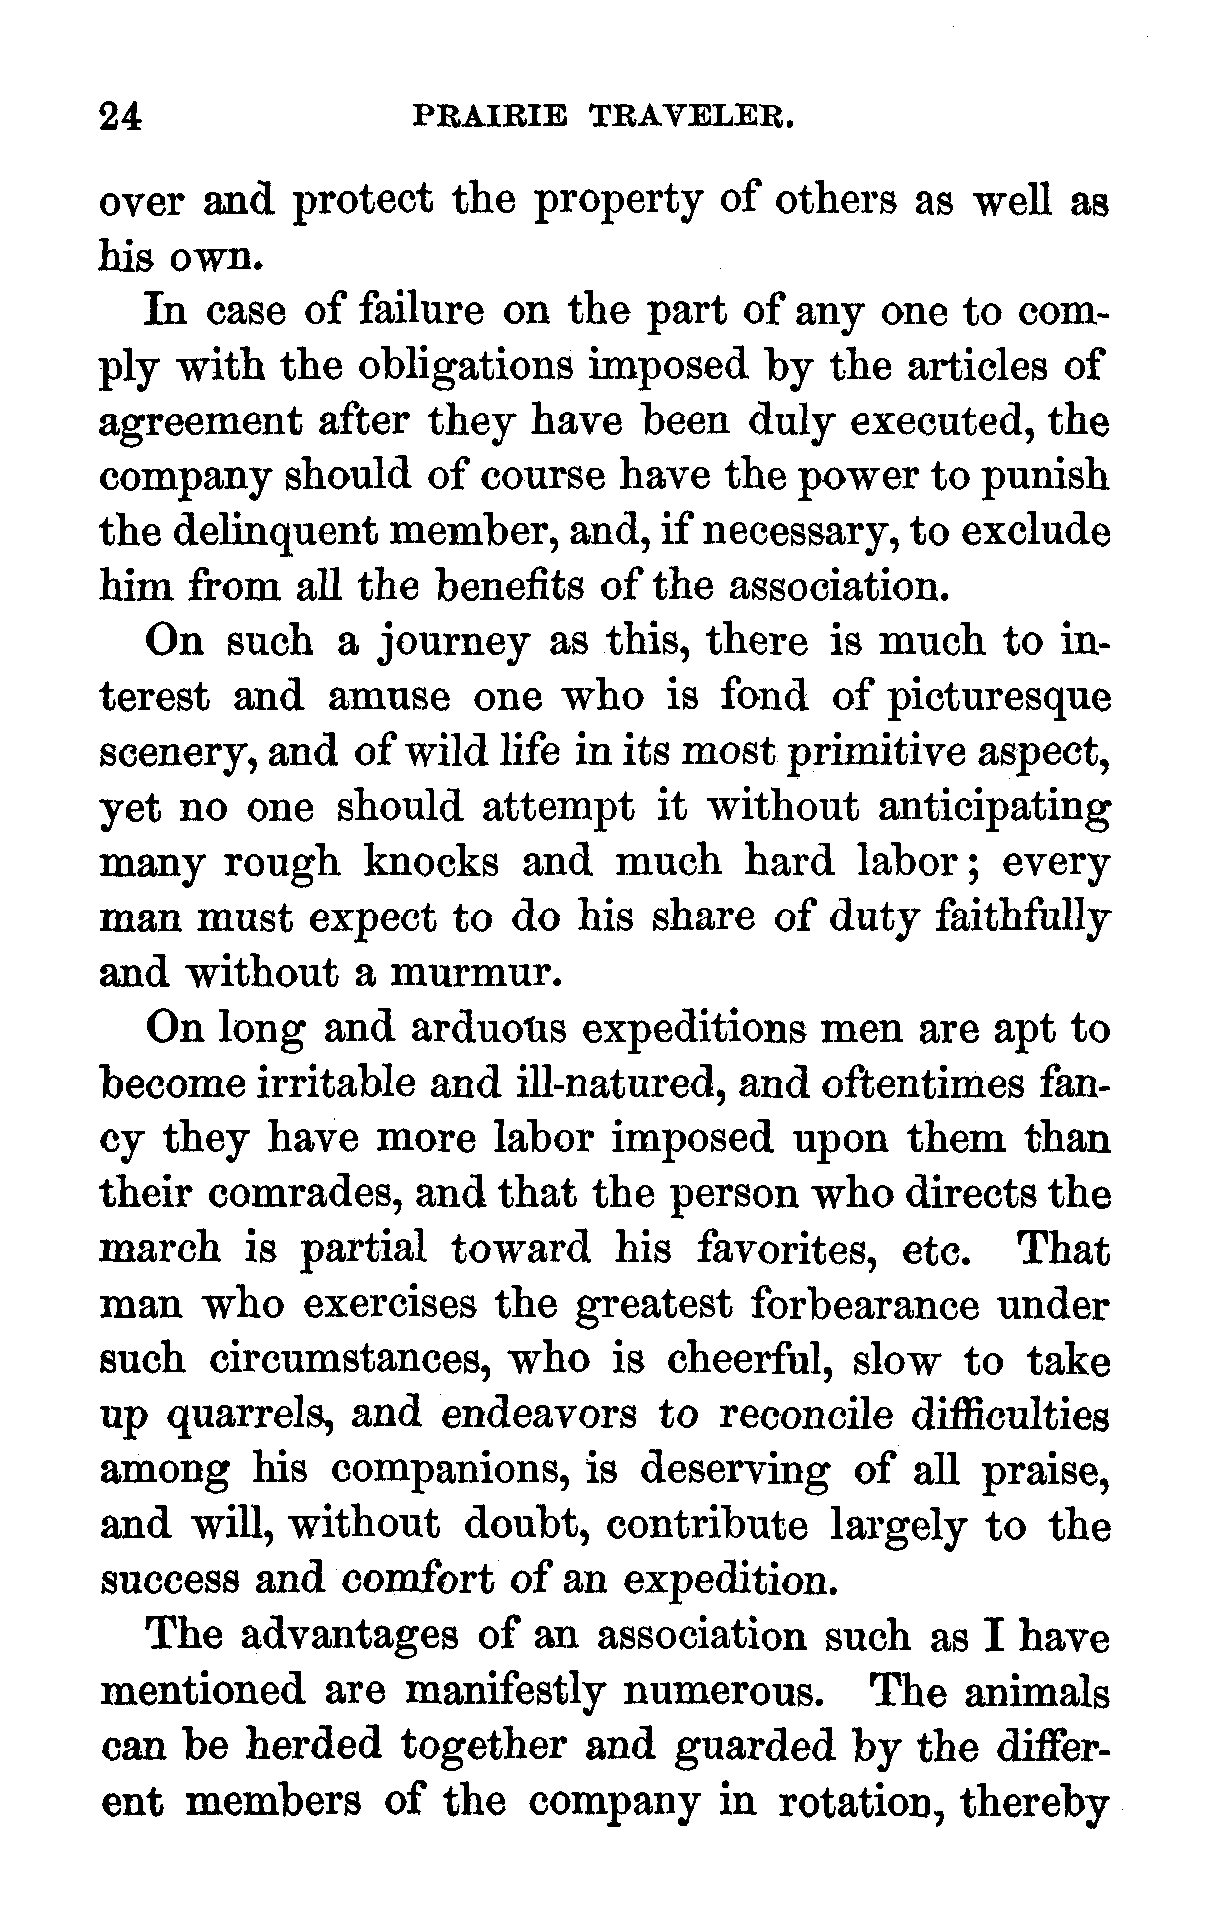 24 PRAIRIE TRAVELER.
over and protect the property of others as well as
his own.
In case of failure on the part of any one to com-
ply with the obligations imposed by the articles of
agreement after they have been duly executed, the
company should of course have the power to punish
the delinquent member, and, if necessary, to exclude
him from all the benefits of the association.
On such a journey as this, there is much to in-
terest and amuse one who is fond of picturesque
scenery, and of wild life in its most primitive aspect,
yet no one should attempt it without anticipating
many rough knocks and much hard labor; every
man must expect to do his share of duty faithfully
and without a murmur.
On long and arduous expeditions men are apt to
become irritable and ill-natured, and oftentimes fan-
cy they have more labor imposed upon them than
their comrades, and that the person who directs the
march is partial toward his favorites, etc. That
man who exercises the greatest forbearance under
such circumstances, who is cheerful, slow to take
up quarrels, and endeavors to reconcile difficulties
among his companions, is deserving of all praise,
and will, without doubt, contribute largely to the
success and comfort of an expedition.
The advantages of an association such as I have
mentioned are manifestly numerous. The animals
can be herded together and guarded by the differ-
ent members of the company in rotation, thereby